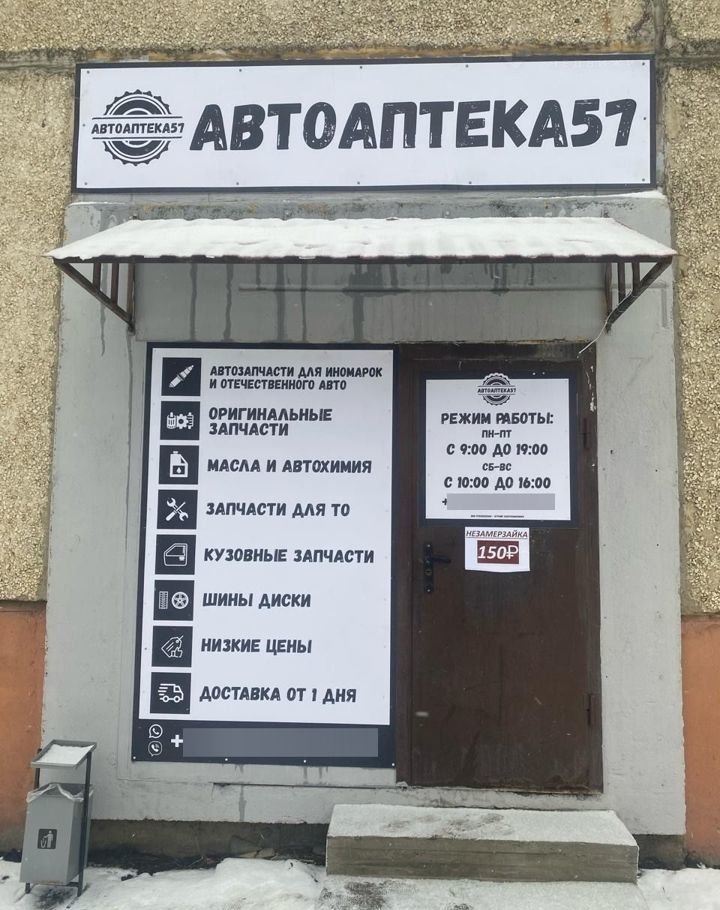 АВТОАПТЕКА57
АВТОАПТЕКА57
АВТОЗАПЧАСТИ ДЛЯ ИНОМАРОК
И ОТЕЧЕСТВЕННОГО АВТО
ОРИГИНАЛЬНЫЕ
ЗАПЧАСТИ
МАСЛА И АВТОХИМИЯ
ЗАПЧАСТИ ДЛЯ ТО
КУЗОВНЫЕ ЗАПЧАСТИ
ШИНЫ ДИСКИ
НИЗКИЕ ЦЕНЫ
ДОСТАВКА ОТ 1 ДНЯ
+
АВТОАПТЕКА57
РЕЖИМ РАБОТЫ:
ПН-ПТ
С 9:00 ДО 19:00
СБ-ВС
С 10:00 ДО 16:00
+
НЕЗАМЕРЗАЙКА
150₽